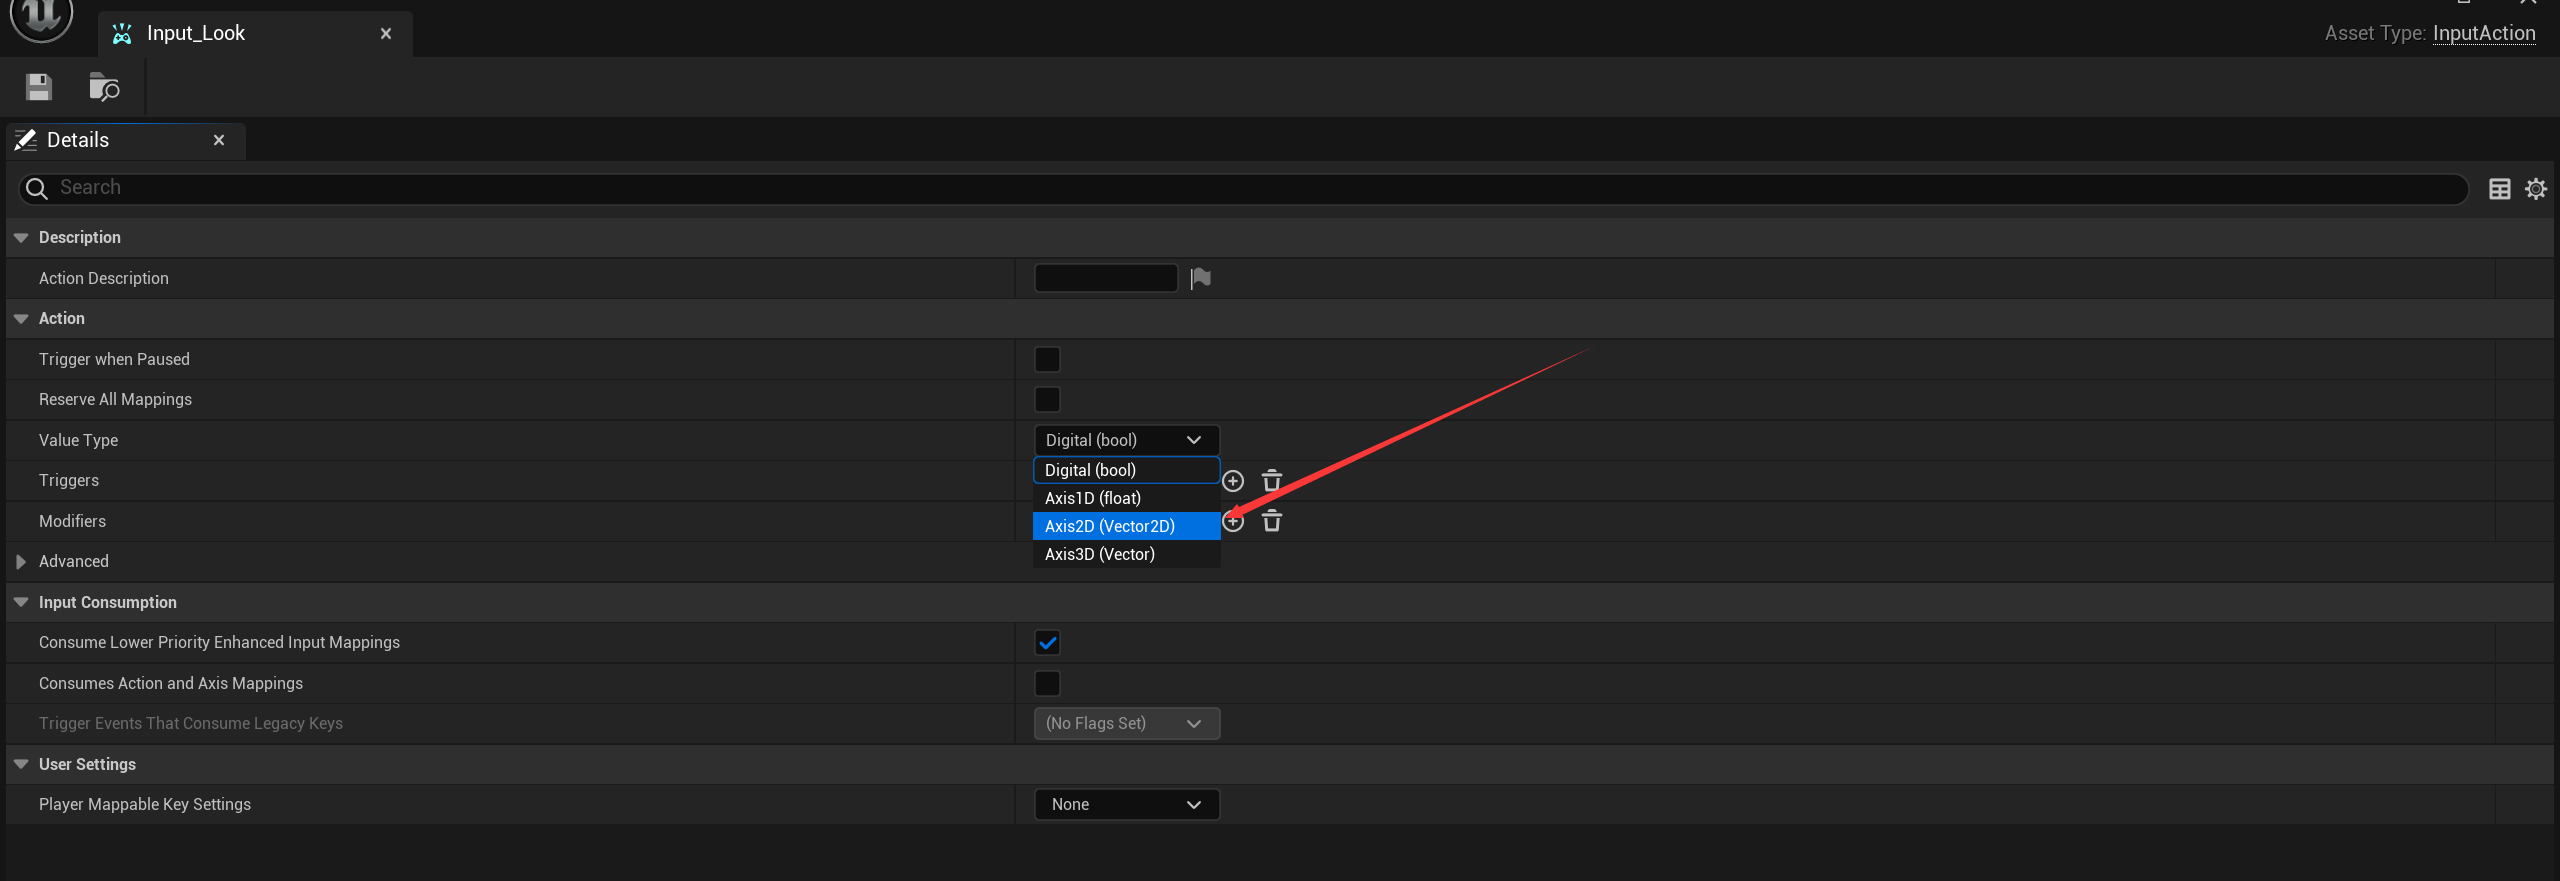 Input_Look
Asset Type: InputAction
Details
Search
Description
Action Description
Action
Trigger when Paused
Reserve All Mappings
Value Type
Digital (bool)
Digital (bool)
Triggers
Axis1D (float)
Modifiers
Axis2D (Vector2D)
Axis3D (Vector)
Advanced
Input Consumption
Consume Lower Priority Enhanced Input Mappings
Consumes Action and Axis Mappings
Trigger Events That Consume Legacy Keys
(No Flags Set)
User Settings
Player Mappable Key Settings
None